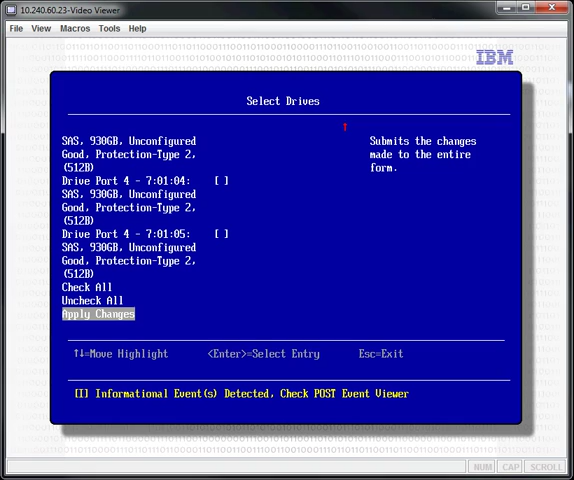 10.240.60.23-Video Viewer
File View Macros Tools Help
IBM
Select Drives
↑
SAS, 930GB, Unconfigured
Good, Protection-Type 2,
(512B)
Drive Port 4 - 7:01:04: [ ]
SAS, 930GB, Unconfigured
Good, Protection-Type 2,
(512B)
Drive Port 4 - 7:01:05: [ ]
SAS, 930GB, Unconfigured
Good, Protection-Type 2,
(512B)
Check All
Uncheck All
Apply Changes
Submits the changes
made to the entire
form.
↑↓=Move Highlight <Enter>=Select Entry Esc=Exit
[I] Informational Event(s) Detected, Check POST Event Viewer
NUM CAP SCROLL